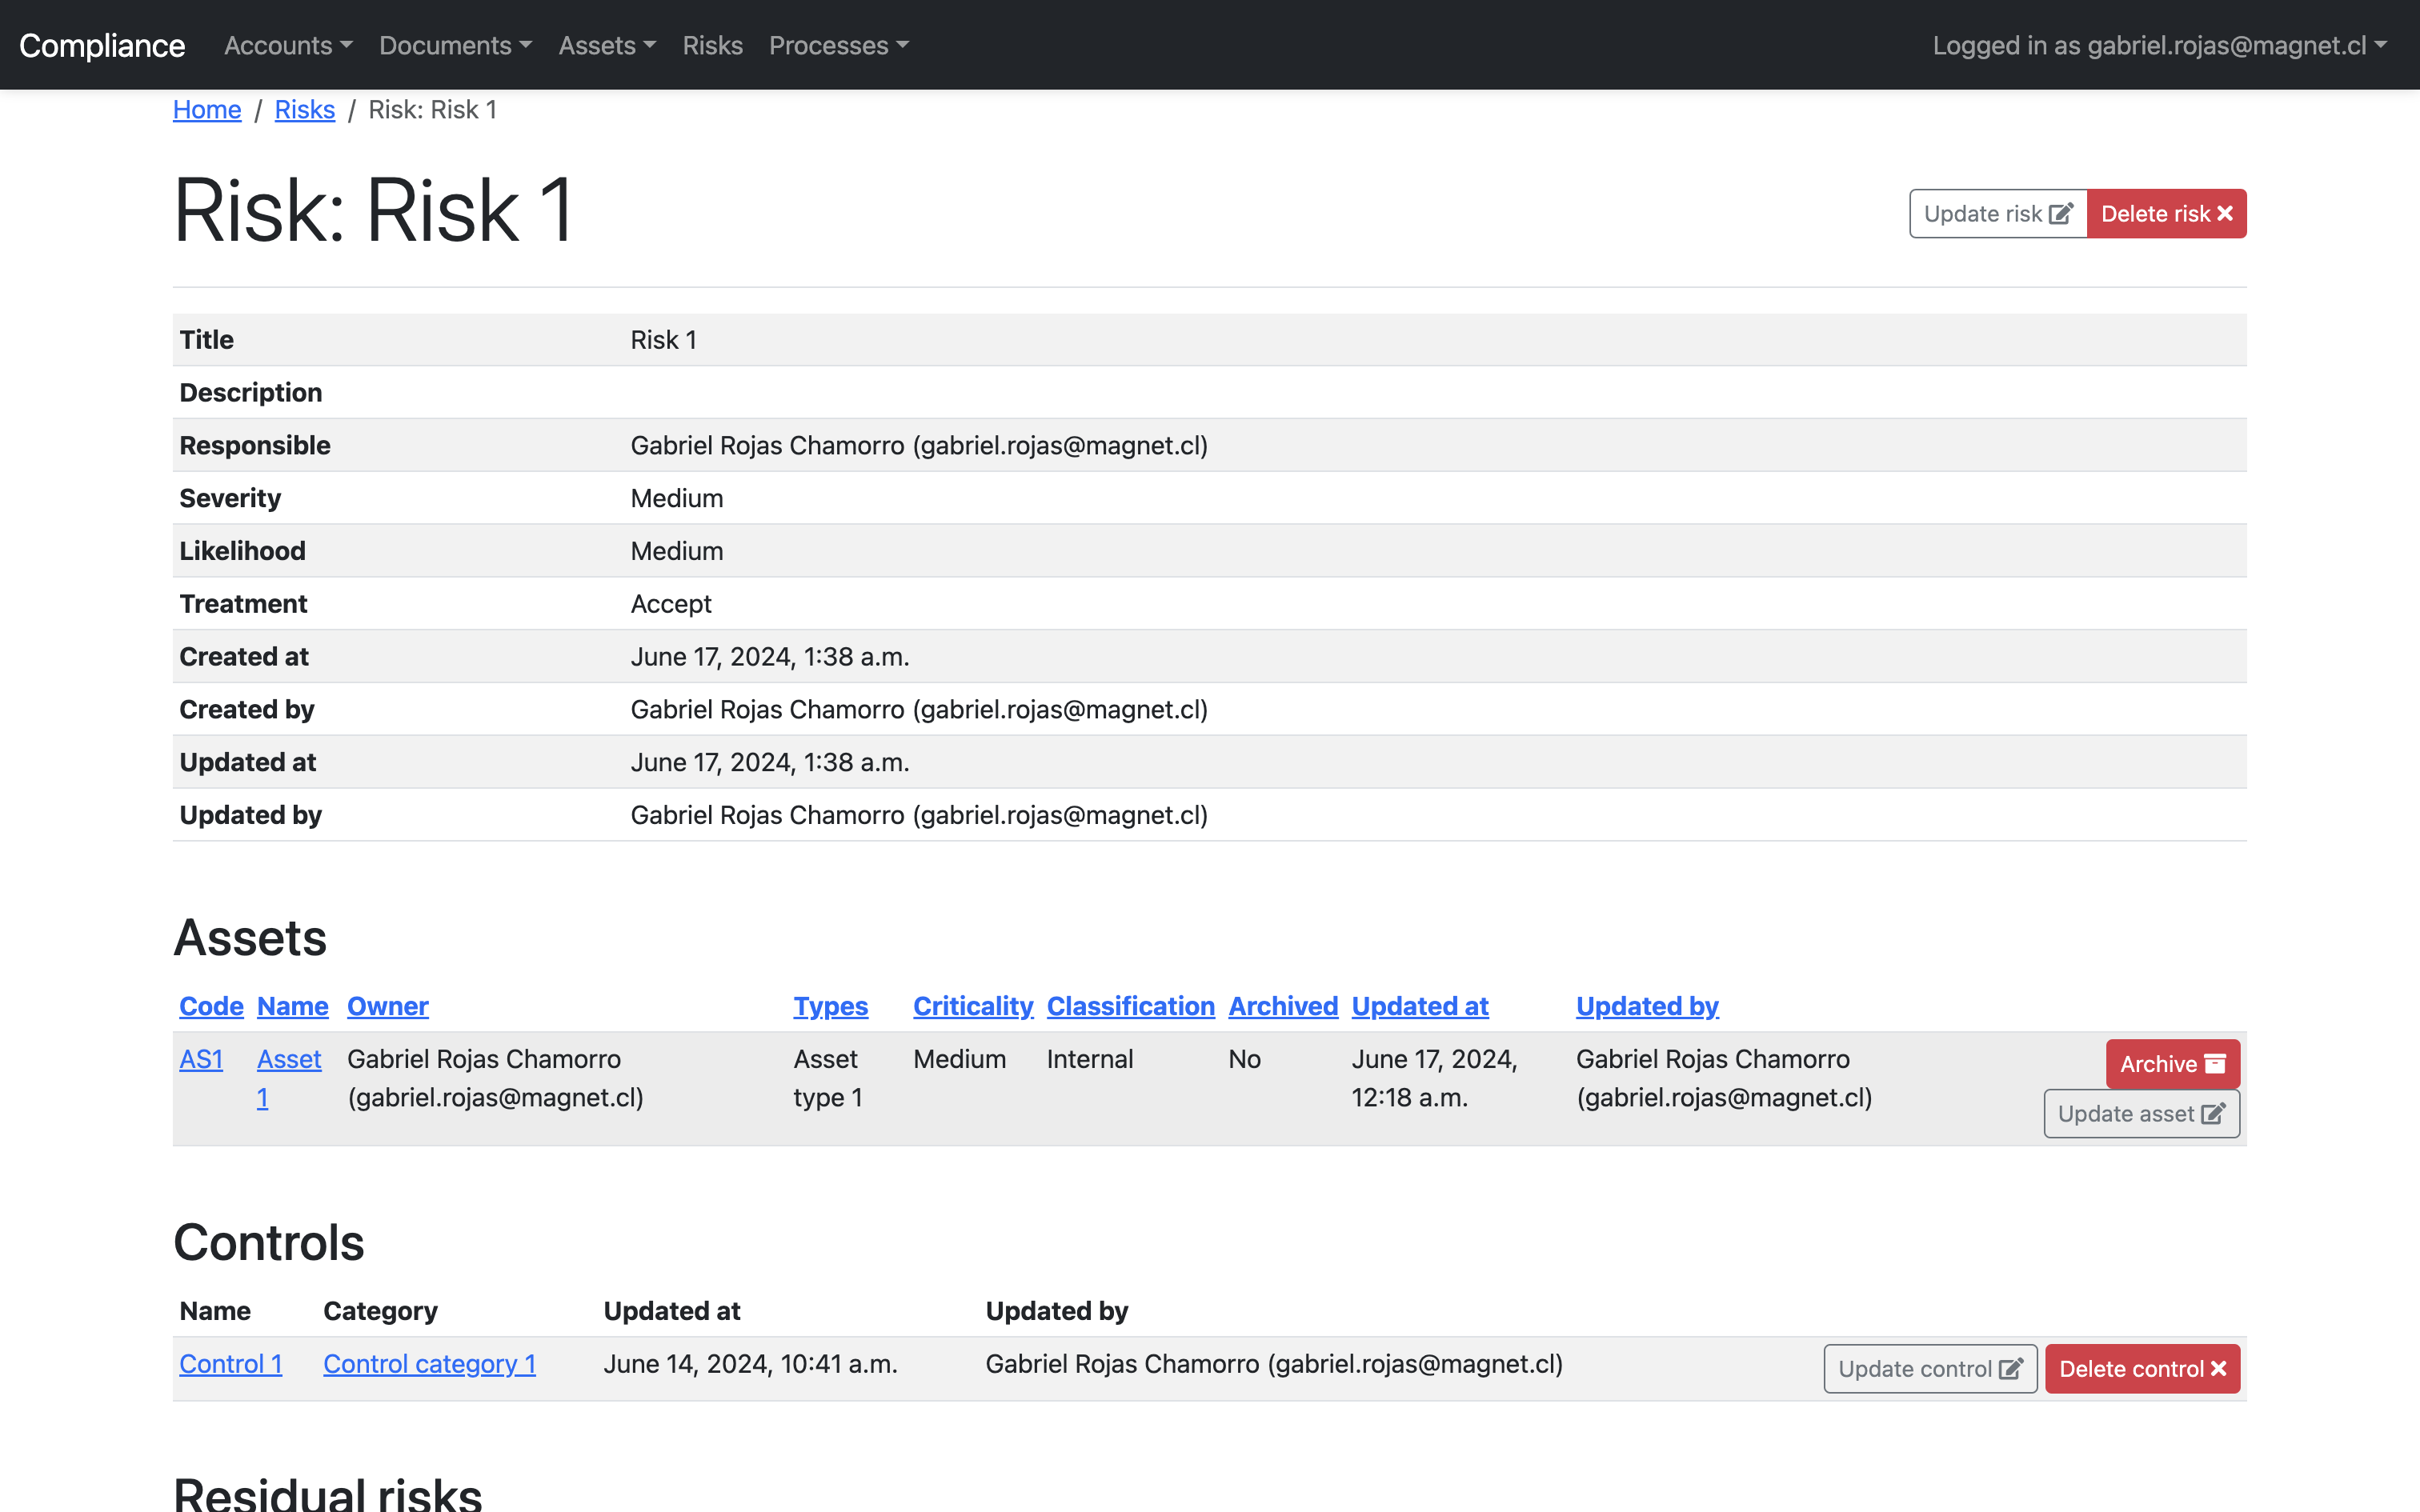 Compliance Accounts Documents Assets Risks Processes Logged in as gabriel.rojas@magnet.cl
Home / Risks / Risk: Risk 1
Risk: Risk 1
Update risk Delete risk
Title Risk 1
Description
Responsible Gabriel Rojas Chamorro (gabriel.rojas@magnet.cl)
Severity Medium
Likelihood Medium
Treatment Accept
Created at June 17, 2024, 1:38 a.m.
Created by Gabriel Rojas Chamorro (gabriel.rojas@magnet.cl)
Updated at June 17, 2024, 1:38 a.m.
Updated by Gabriel Rojas Chamorro (gabriel.rojas@magnet.cl)
Assets
Code Name Owner Types Criticality Classification Archived Updated at Updated by
AS1 Asset Gabriel Rojas Chamorro Asset Medium Internal No June 17, 2024, Gabriel Rojas Chamorro Archive
1 (gabriel.rojas@magnet.cl) type 1 12:18 a.m. (gabriel.rojas@magnet.cl) Update asset
Controls
Name Category Updated at Updated by
Control 1 Control category 1 June 14, 2024, 10:41 a.m. Gabriel Rojas Chamorro (gabriel.rojas@magnet.cl) Update control Delete control
Residual risks